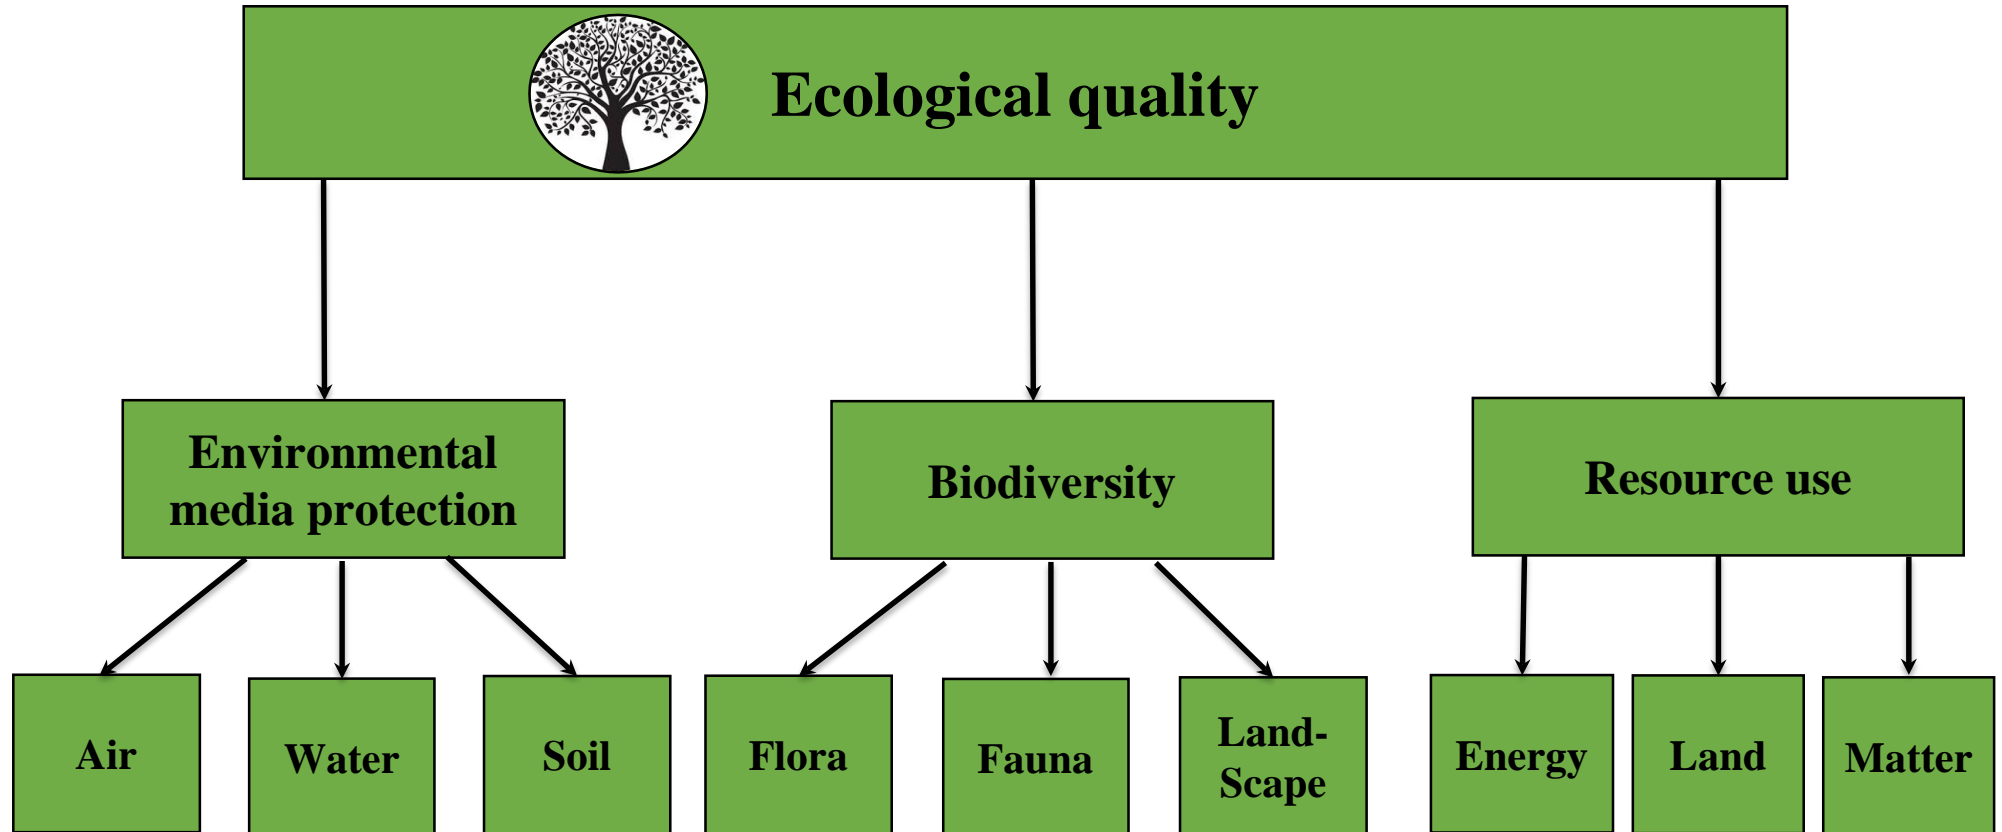 Ecological quality
Environmental
media protection
Biodiversity
Resource use
Air
Water
Soil
Flora
Fauna
Land-
Scape
Energy
Land
Matter